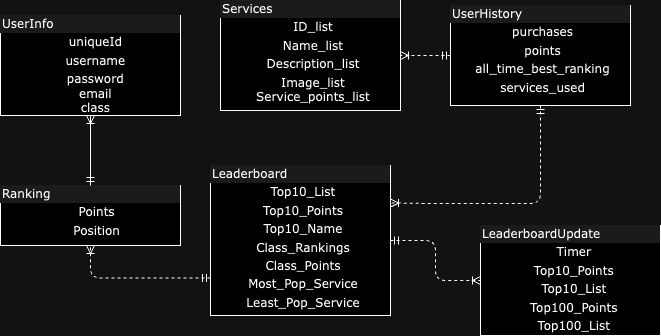 UserInfo
uniqueId
username
password
email
class
Services
ID_list
Name_list
Description_list
Image_list
Service_points_list
UserHistory
purchases
points
all_time_best_ranking
services_used
Ranking
Points
Position
Leaderboard
Top10_List
Top10_Points
Top10_Name
Class_Rankings
Class_Points
Most_Pop_Service
Least_Pop_Service
LeaderboardUpdate
Timer
Top10_Points
Top10_List
Top100_Points
Top100_List